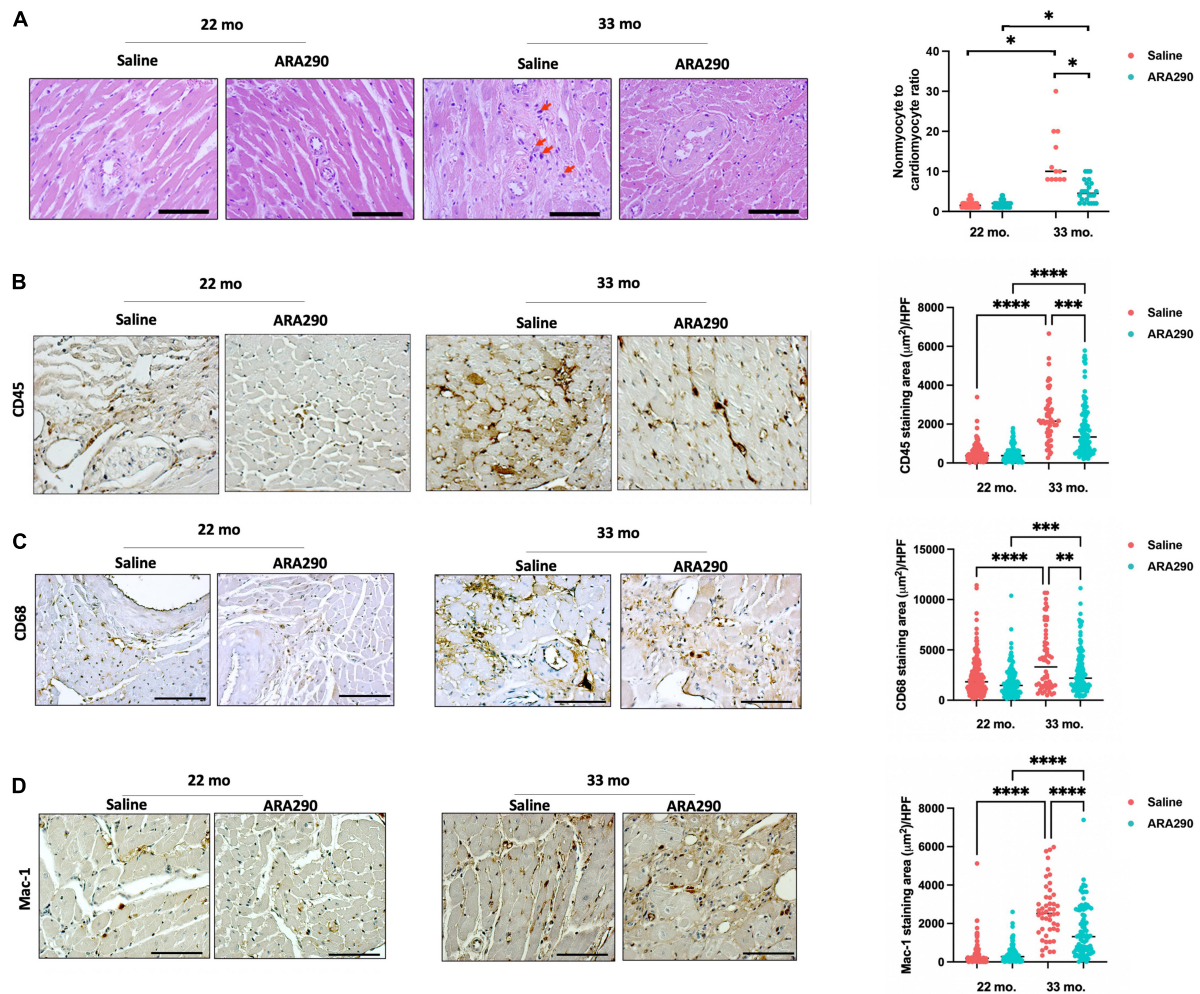 A
22 mo
33 mo
Saline
ARA290
Saline
ARA290
*
*
*
Nonmyocyte to
cardiomyocyte ratio
40
30
20
10
0
22 mo.
33 mo.
Saline
ARA290
B
22 mo
33 mo
Saline
ARA290
Saline
ARA290
CD45
****
****
***
CD45 staining area (μm²)/HPF
8000
6000
4000
2000
0
22 mo.
33 mo.
Saline
ARA290
C
22 mo
33 mo
Saline
ARA290
Saline
ARA290
CD68
***
****
**
CD68 staining area (μm²)/HPF
15000
10000
5000
0
22 mo.
33 mo.
Saline
ARA290
D
22 mo
33 mo
Saline
ARA290
Saline
ARA290
Mac-1
****
****
****
Mac-1 staining area (μm²)/HPF
8000
6000
4000
2000
0
22 mo.
33 mo.
Saline
ARA290